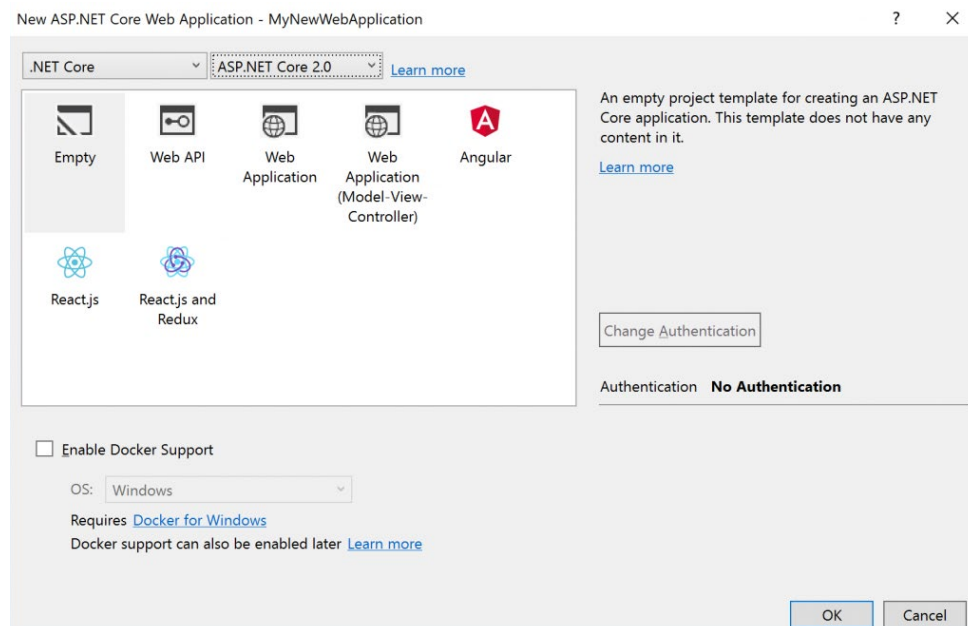 New ASP.NET Core Web Application - MyNewWebApplication
?
.NET Core
ASP.NET Core 2.0
Learn more
Empty
Web API
Web
Application
Web
Application
(Model-View-
Controller)
Angular
React.js
React.js and
Redux
An empty project template for creating an ASP.NET
Core application. This template does not have any
content in it.
Learn more
Change Authentication
Authentication No Authentication
Enable Docker Support
OS: Windows
Requires Docker for Windows
Docker support can also be enabled later Learn more
OK
Cancel